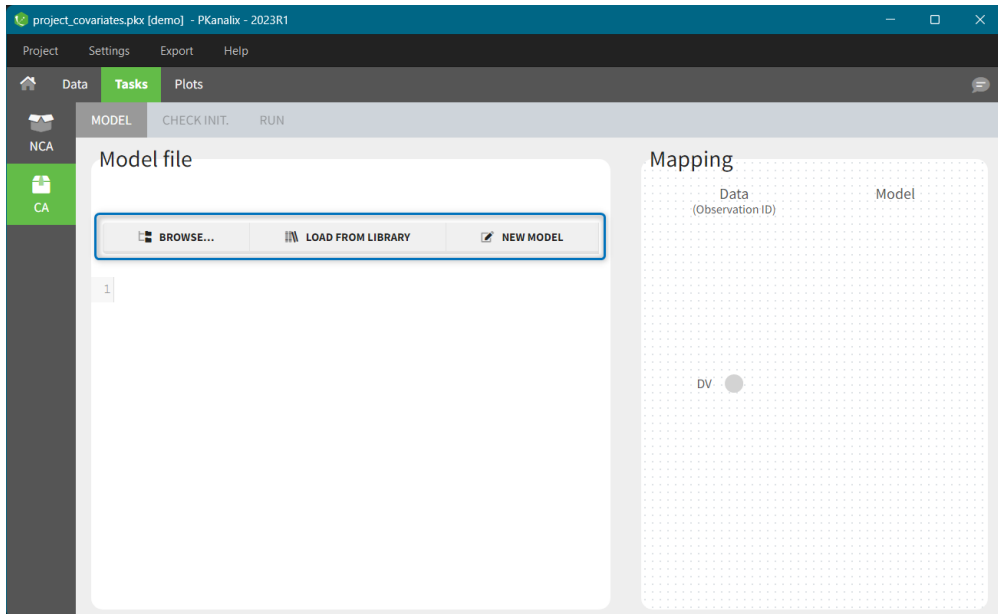 project_covariates.pkx [demo] - PKanalix - 2023R1
Project Settings Export Help
Data Tasks Plots
NCA
CA
MODEL CHECK INIT. RUN
Model file
BROWSE... LOAD FROM LIBRARY NEW MODEL
1
Mapping
Data Model
(Observation ID)
DV